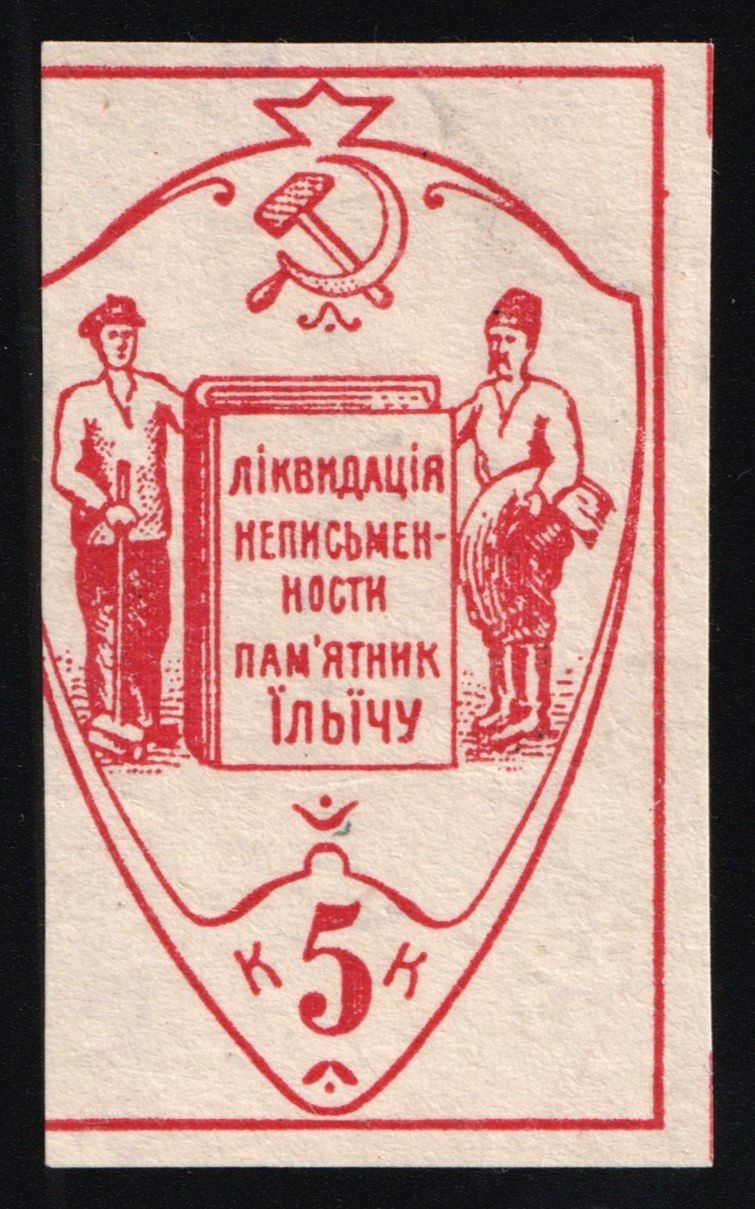 ЛІКВИДАЦІЯ
НЕПИСЬМЕН-
НОСТИ
ПАМ'ЯТНИК
ЇЛЬЇЧУ
К 5 К